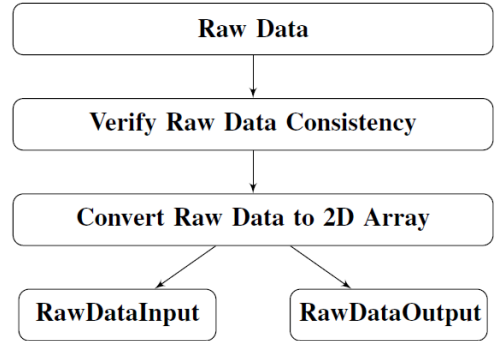 Raw Data
Verify Raw Data Consistency
Convert Raw Data to 2D Array
RawDataInput
RawDataOutput